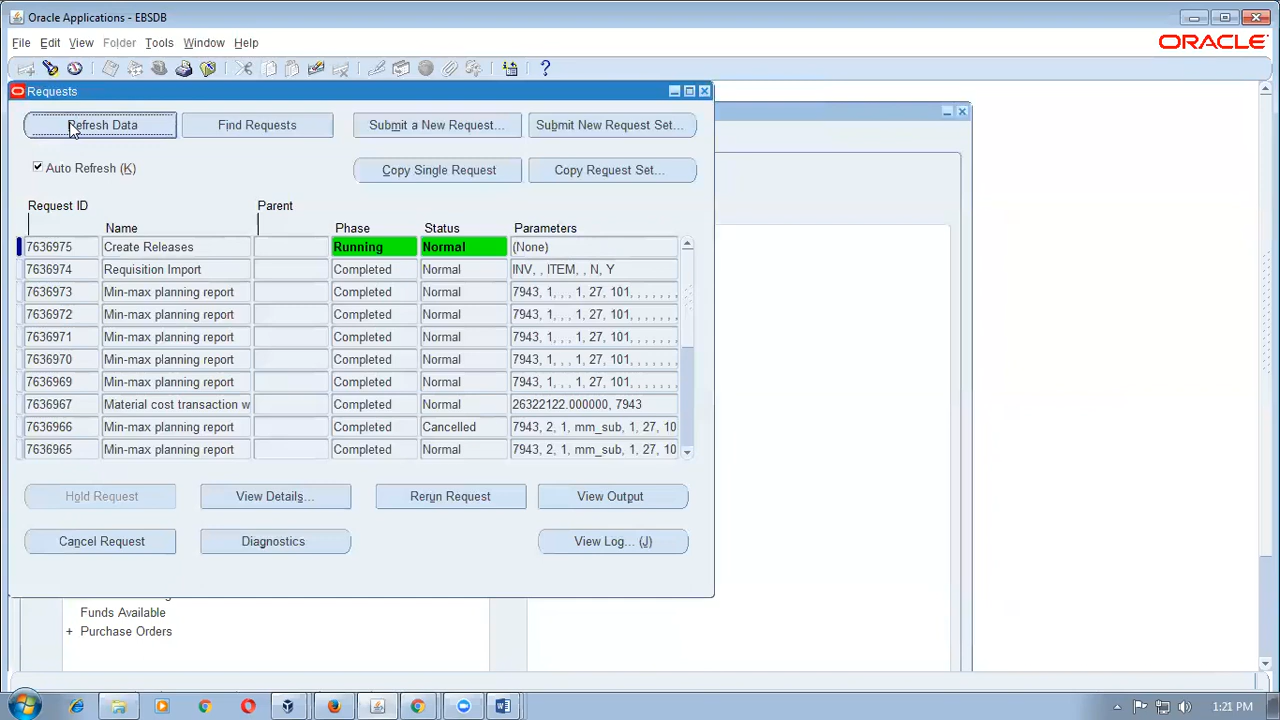 Oracle Applications - EBSDB
File Edit View Folder Tools Window Help
ORACLE
Requests
Refresh Data Find Requests Submit a New Request... Submit New Request Set...
Auto Refresh (K) Copy Single Request Copy Request Set...
Request ID Parent
Name Phase Status Parameters
7636975 Create Releases Running Normal (None)
7636974 Requisition Import Completed Normal INV, , ITEM, , N, Y
7636973 Min-max planning report Completed Normal 7943, 1, , , 1, 27, 101, , , , , , ,
7636972 Min-max planning report Completed Normal 7943, 1, , , 1, 27, 101, , , , , , ,
7636971 Min-max planning report Completed Normal 7943, 1, , , 1, 27, 101, , , , , , ,
7636970 Min-max planning report Completed Normal 7943, 1, , , 1, 27, 101, , , , , , ,
7636969 Min-max planning report Completed Normal 7943, 1, , , 1, 27, 101, , , , , , ,
7636967 Material cost transaction w Completed Normal 26322122.000000, 7943
7636966 Min-max planning report Completed Cancelled 7943, 2, 1, mm_sub, 1, 27, 10
7636965 Min-max planning report Completed Normal 7943, 2, 1, mm_sub, 1, 27, 10
Hold Request View Details... Rerun Request View Output
Cancel Request Diagnostics View Log... (J)
Funds Available
+ Purchase Orders
1:21 PM